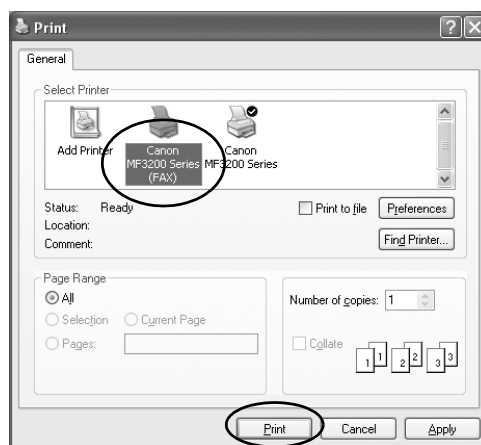 Print
General
Select Printer
Add Printer
Canon
MF3200 Series
(FAX)
Canon
MF3200 Series
Status: Ready
Location:
Comment:
Print to file
Preferences
Find Printer...
Page Range
All
Selection
Current Page
Pages:
Number of copies: 1
Collate
1 1 2 2 3 3
Print
Cancel
Apply